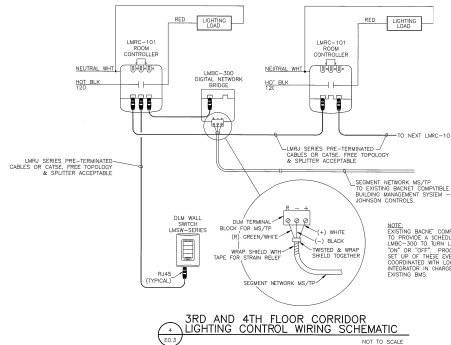 RED
LIGHTING
LOAD
RED
LIGHTING
LOAD
LMRC-101
ROOM
CONTROLLER
LMRC-101
ROOM
CONTROLLER
NEUTRAL WHT
HOT BLK
120
LMBC-300
DIGITAL NETWORK
BRIDGE
NEUTRAL WHT
HOT BLK
120
TO NEXT LMRC-10
LMRJ SERIES PRE-TERMINATED
CABLES OR CAT5E. FREE TOPOLOGY
& SPLITTER ACCEPTABLE
LMRJ SERIES PRE-TERMINATED
CABLES OR CAT5E. FREE TOPOLOGY
& SPLITTER ACCEPTABLE
SEGMENT NETWORK MS/TP
TO EXISTING BACNET COMPATIBLE
BUILDING MANAGEMENT SYSTEM -
JOHNSON CONTROLS.
DLM WALL
SWITCH
LMSW-SERIES
RJ45
(TYPICAL)
R - +
DLM TERMINAL
BLOCK FOR MS/TP
(R) GREEN/WHITE
(+) WHITE
(-) BLACK
WRAP SHIELD WITH
TAPE FOR STRAIN RELIEF
TWISTED & WRAP
SHIELD TOGETHER
SEGMENT NETWORK MS/TP
NOTE:
EXISTING BACNE COMP
TO PROVIDE A SCHEDUL
LMBC-300 TO TURN L
"ON" OR "OFF". PROG
SET UP OF THESE EVE
COORDINATED WITH LOC
INTEGRATOR IN CHARGE
EXISTING BMS.
4
E0.3
3RD AND 4TH FLOOR CORRIDOR
LIGHTING CONTROL WIRING SCHEMATIC
NOT TO SCALE